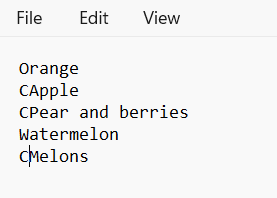 File Edit View
Orange
CApple
CPear and berries
Watermelon
CMelons